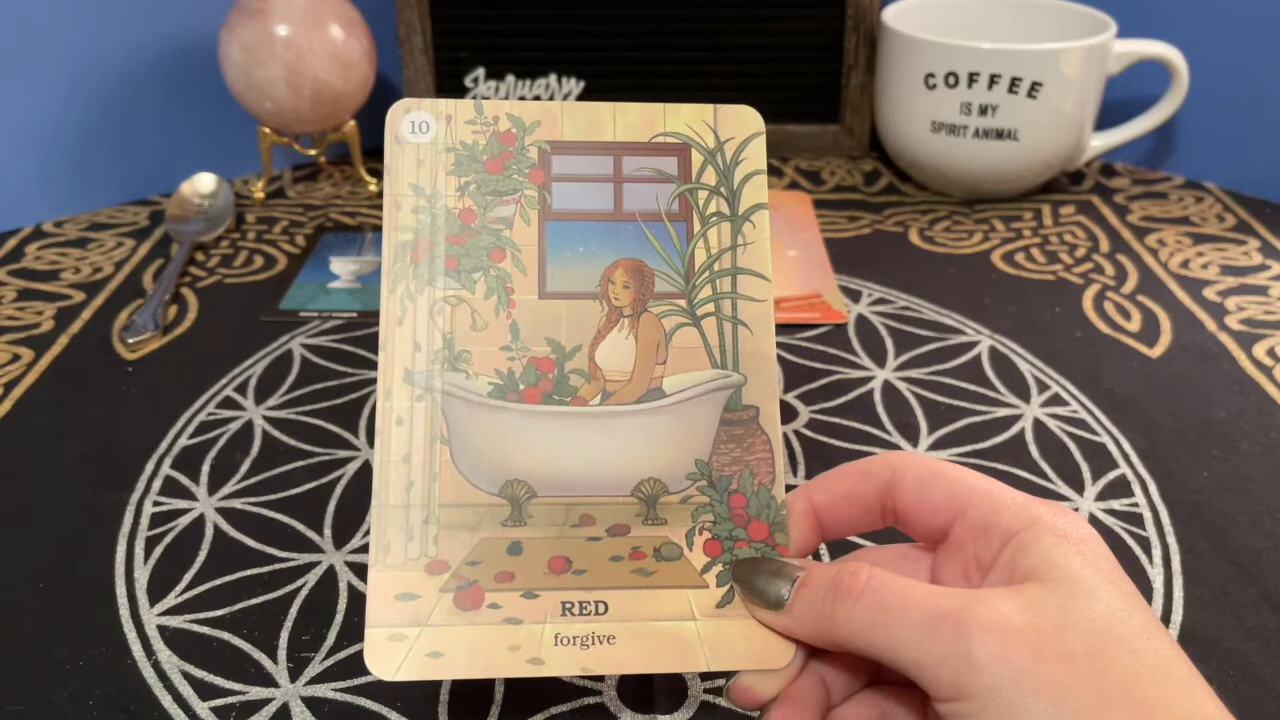 January
COFFEE
IS MY
SPIRIT ANIMAL
10
RED
forgive